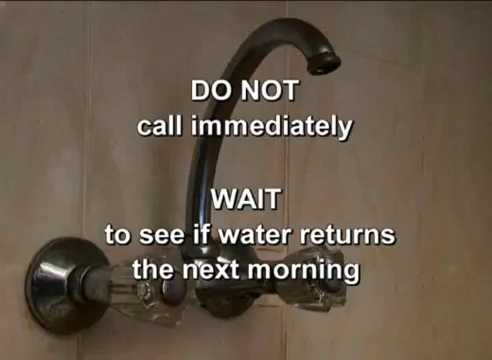 DO NOT
call immediately
WAIT
to see if water returns
the next morning